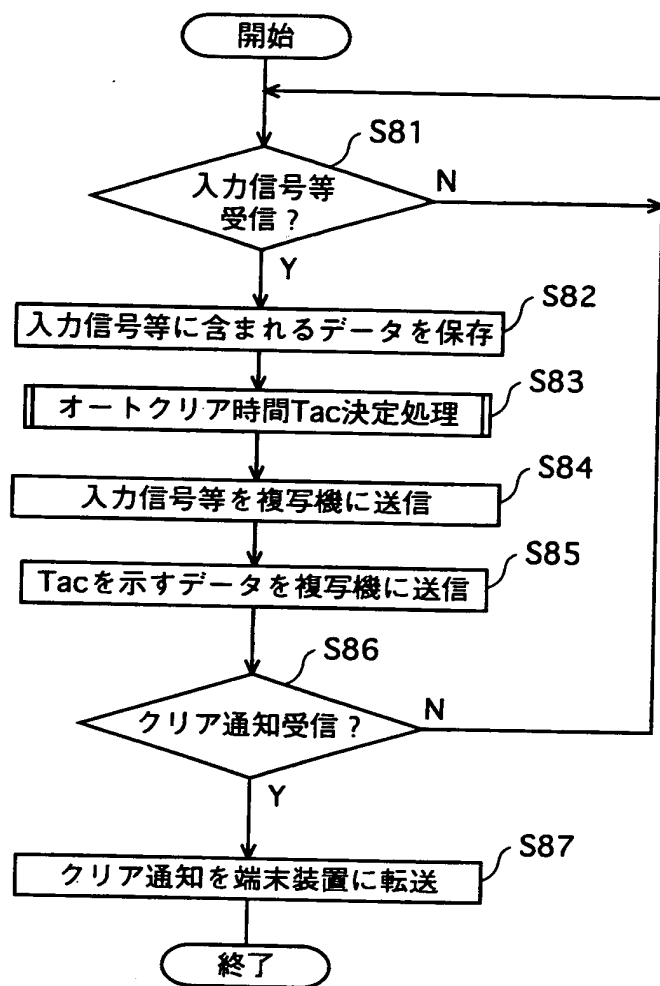 開始
S81
入力信号等
受信？
N
Y
S82
入力信号等に含まれるデータを保存
S83
オートクリア時間Tac決定処理
S84
入力信号等を複写機に送信
S85
Tacを示すデータを複写機に送信
S86
クリア通知受信？
N
Y
S87
クリア通知を端末装置に転送
終了